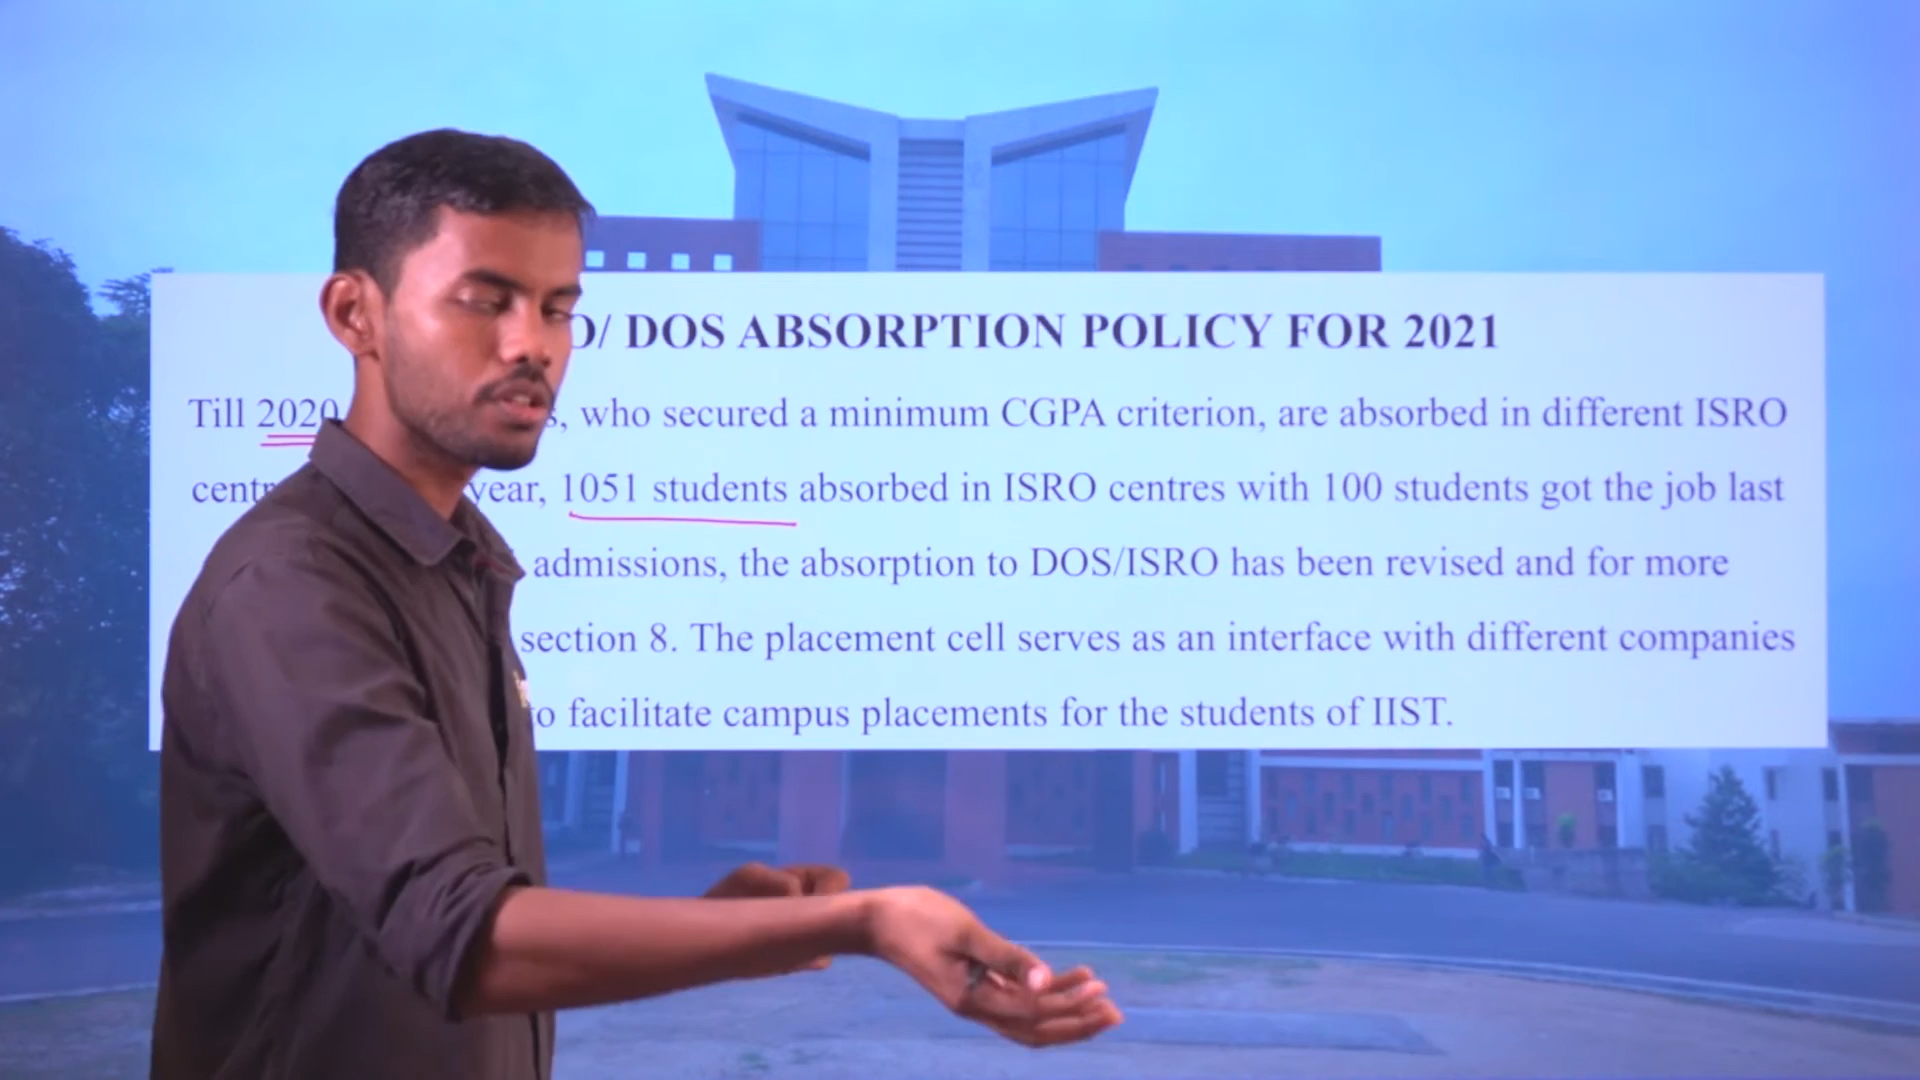 O/ DOS ABSORPTION POLICY FOR 2021
Till 2020 , who secured a minimum CGPA criterion, are absorbed in different ISRO
year, 1051 students absorbed in ISRO centres with 100 students got the job last
admissions, the absorption to DOS/ISRO has been revised and for more
section 8. The placement cell serves as an interface with different companies
to facilitate campus placements for the students of IIST.